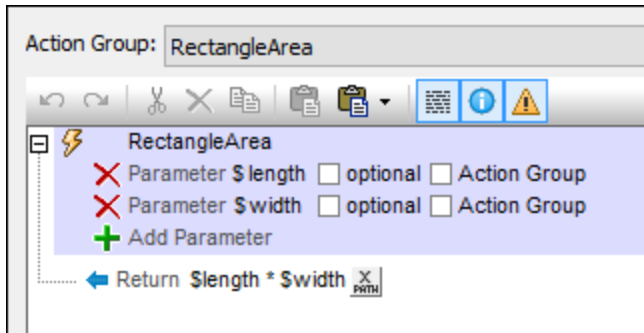 Action Group: RectangleArea
RectangleArea
Parameter $length optional Action Group
Parameter $width optional Action Group
Add Parameter
Return $length * $width X PATH